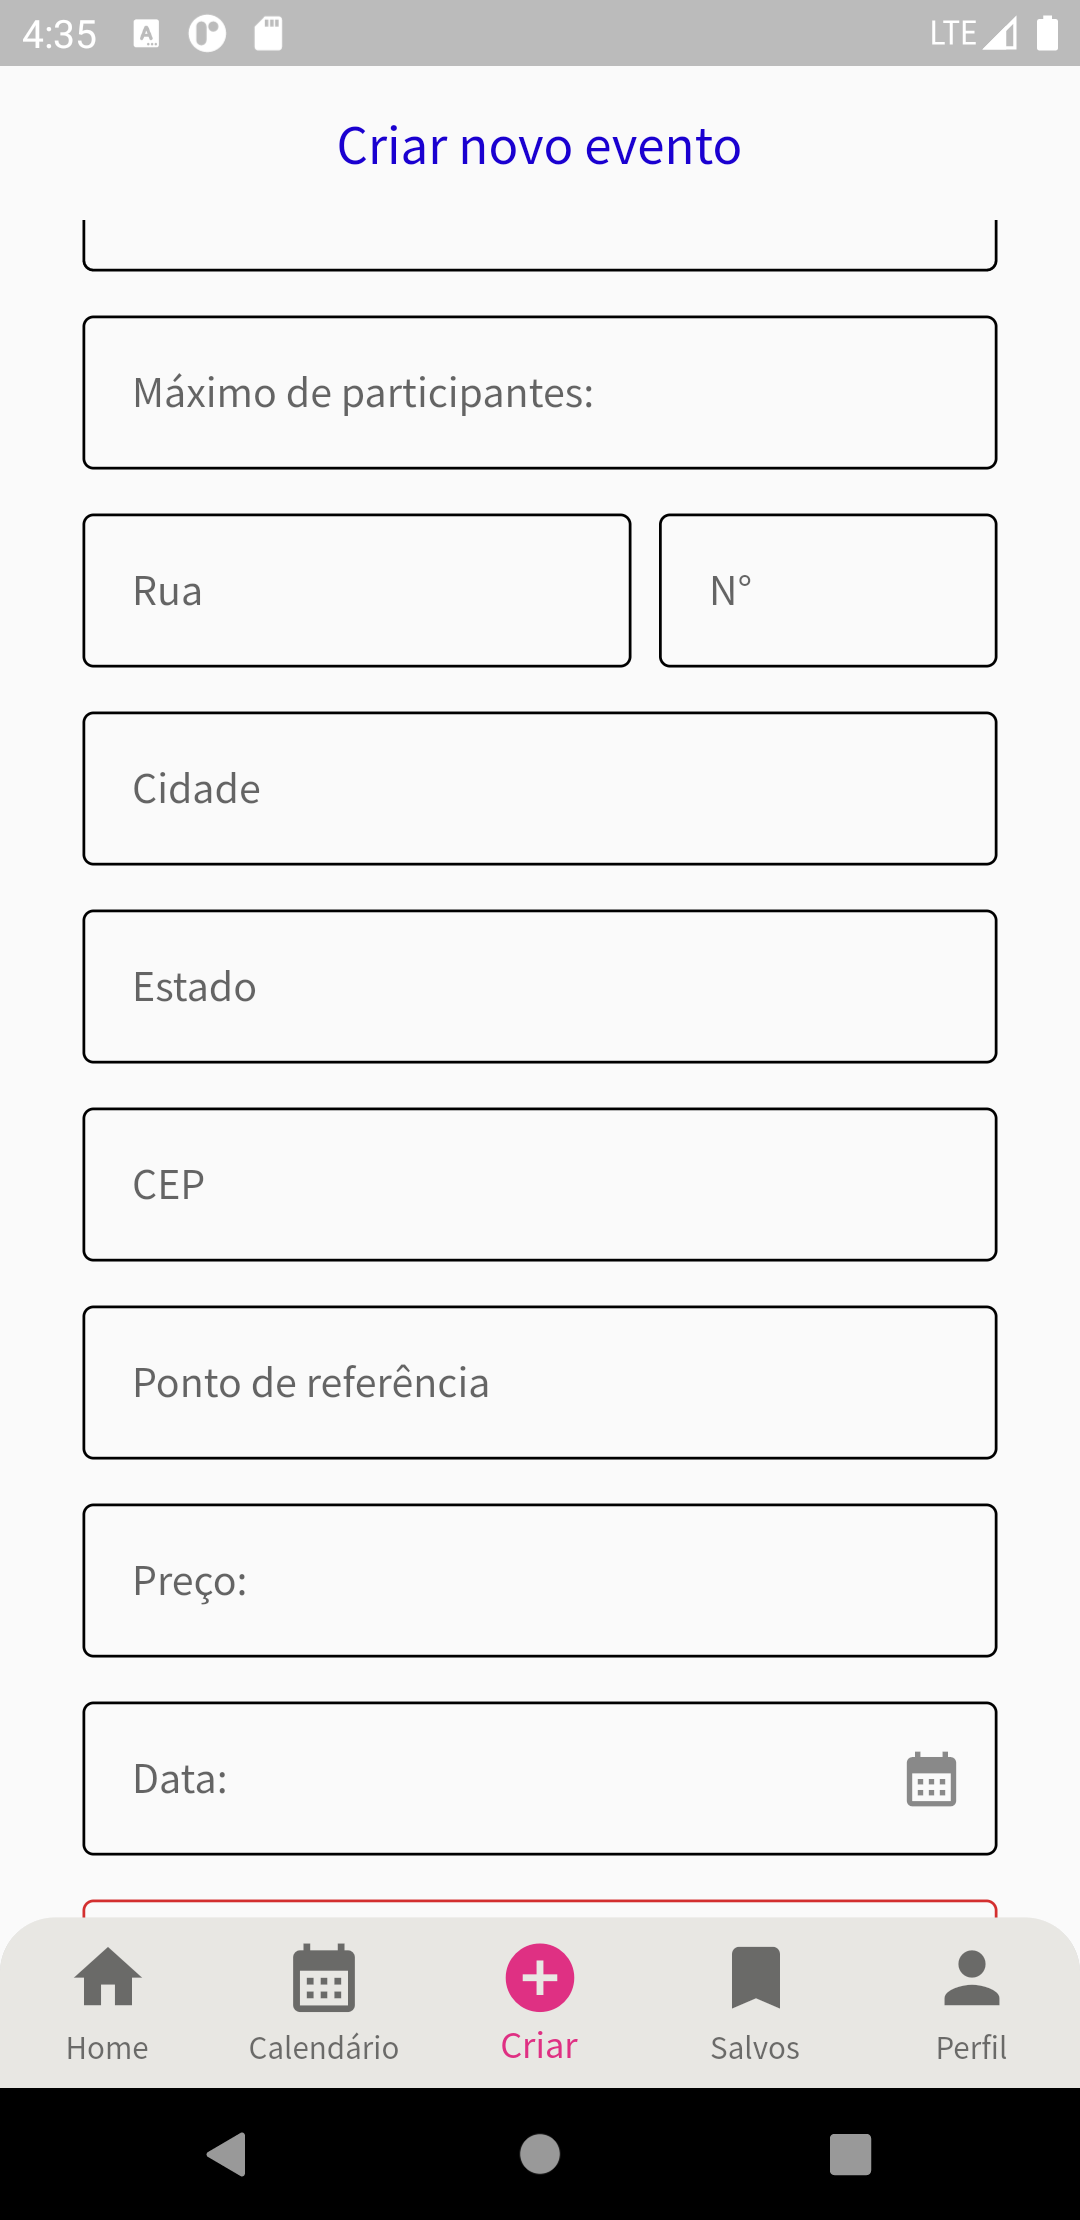 4:35 LTE
Criar novo evento
Máximo de participantes:
Rua N°
Cidade
Estado
CEP
Ponto de referência
Preço:
Data:
Home Calendário Criar Salvos Perfil